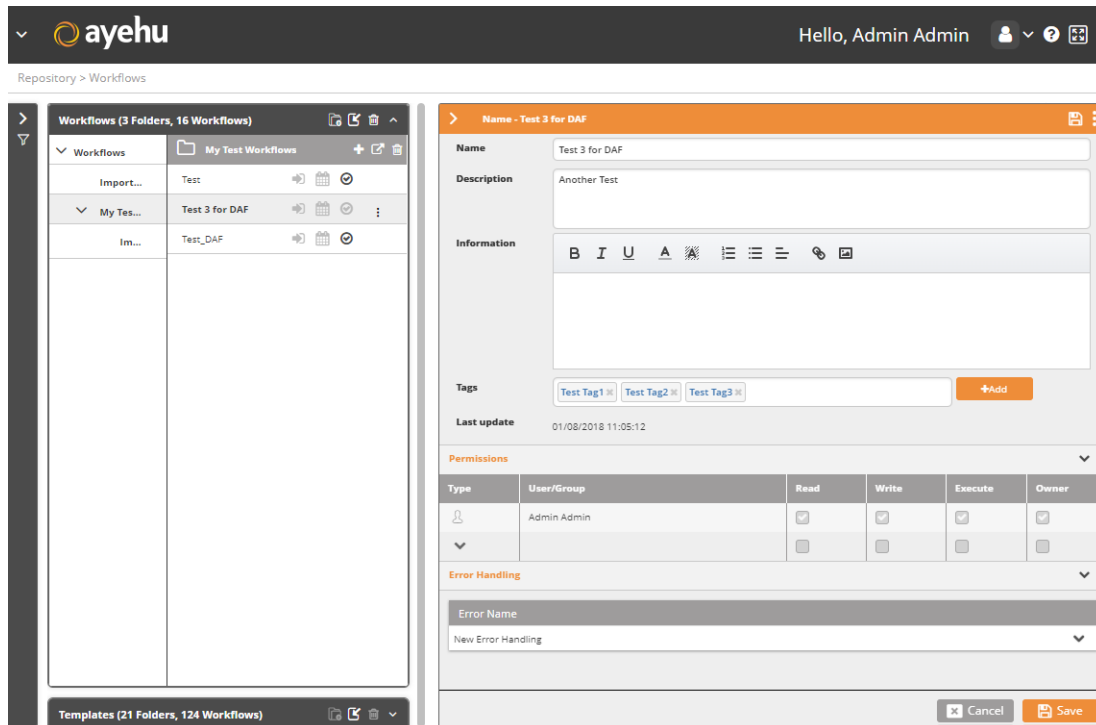 ayehu
Hello, Admin Admin
Repository > Workflows
Workflows (3 Folders, 16 Workflows)
Workflows
Import...
My Tes...
Im...
My Test Workflows
Test
Test 3 for DAF
Test_DAF
Templates (21 Folders, 124 Workflows)
Name - Test 3 for DAF
Name
Test 3 for DAF
Description
Another Test
Information
B I U A A
Tags
Test Tag1 Test Tag2 Test Tag3
+Add
Last update
01/08/2018 11:05:12
Permissions
Type User/Group Read Write Execute Owner
Admin Admin
Error Handling
Error Name
New Error Handling
Cancel Save